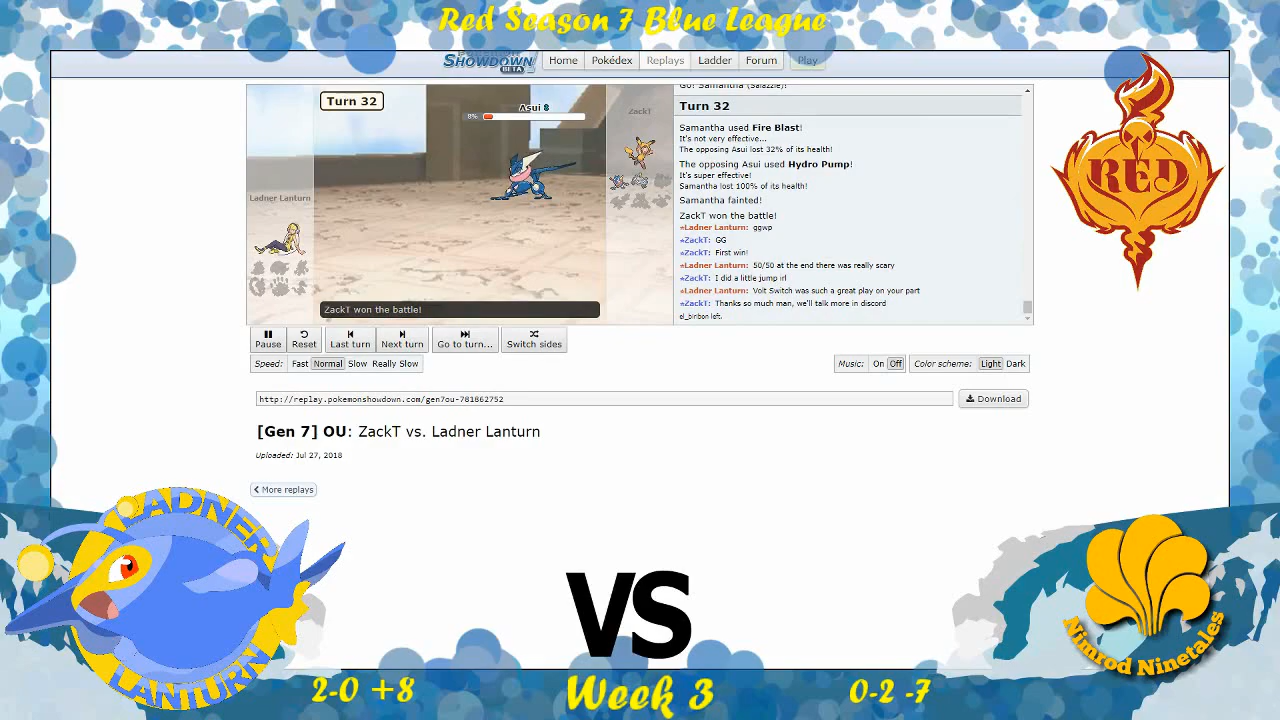 Red Season 7 Blue League
Pokémon
SHOWDOWN! BETA
Home Pokédex Replays Ladder Forum Play
Turn 32
Asui 8
8%
ZackT
Ladner Lanturn
ZackT won the battle!
Go! Samantha (Salazzle)!
Turn 32
Samantha used Fire Blast!
It's not very effective...
The opposing Asui lost 32% of its health!
The opposing Asui used Hydro Pump!
It's super effective!
Samantha lost 100% of its health!
Samantha fainted!
ZackT won the battle!
★Ladner Lanturn: ggwp
★ZackT: GG
★ZackT: First win!
★Ladner Lanturn: 50/50 at the end there was really scary
★ZackT: I did a little jump irl
★Ladner Lanturn: Volt Switch was such a great play on your part
★ZackT: Thanks so much man, we'll talk more in discord
el_biribon left.
Pause Reset Last turn Next turn Go to turn... Switch sides
Speed: Fast Normal Slow Really Slow
Music: On Off Color scheme: Light Dark
http://replay.pokemonshowdown.com/gen7ou-781862752
Download
[Gen 7] OU: ZackT vs. Ladner Lanturn
Uploaded: Jul 27, 2018
More replays
RED
LADNER
LANTURN
VS
Nimrod Ninetales
2-0 +8
Week 3
0-2 -7